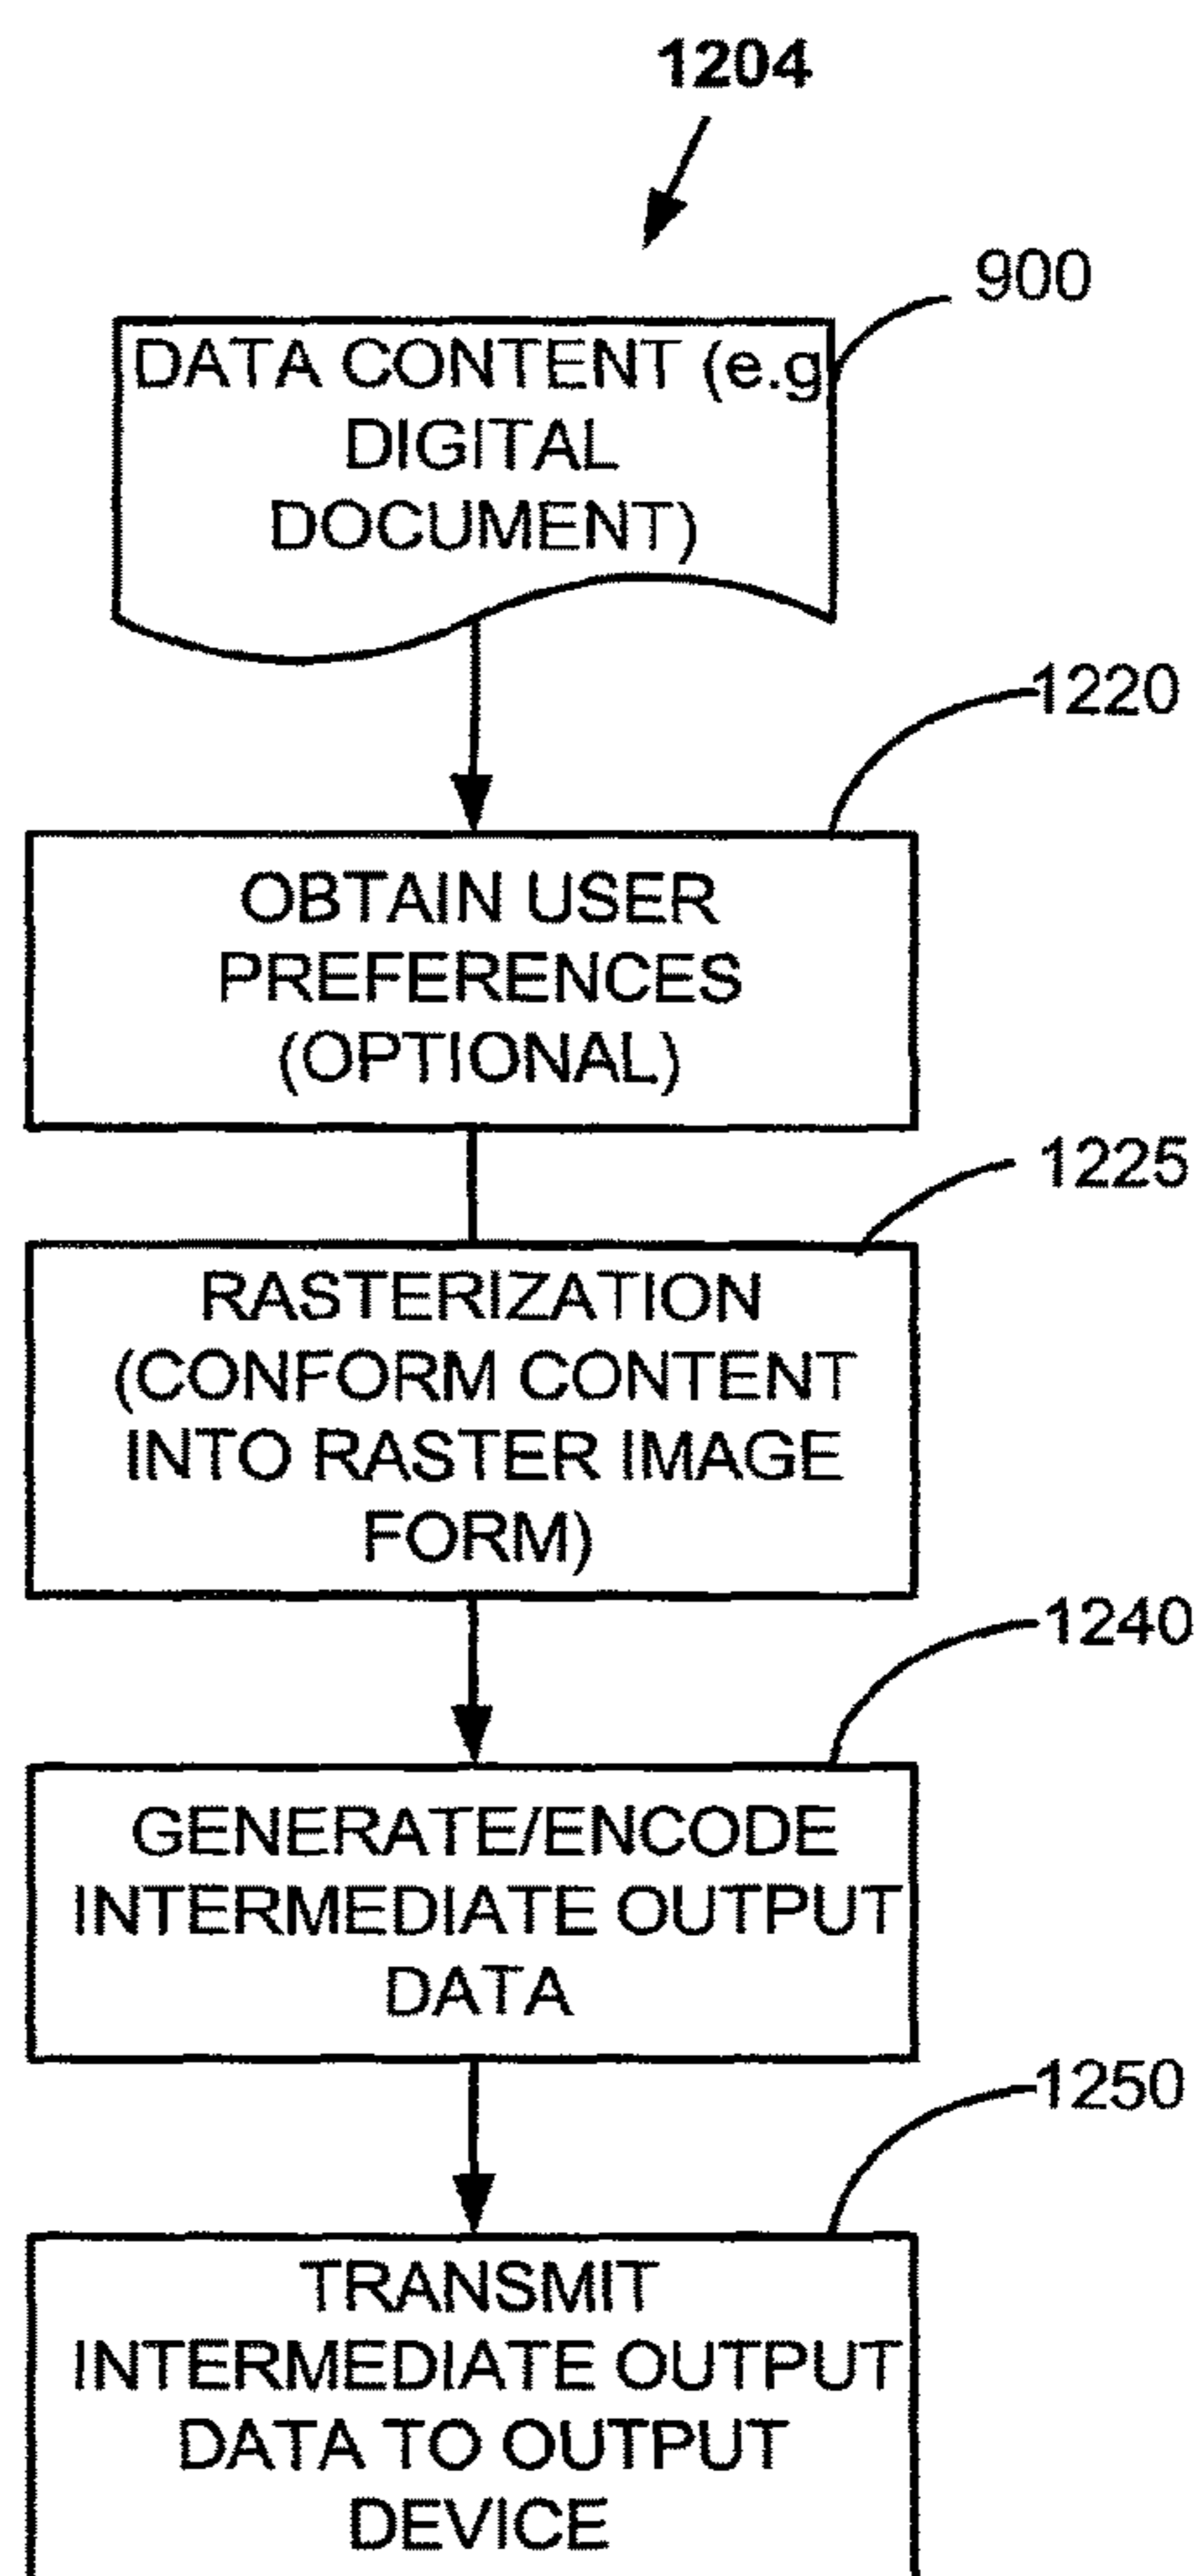 1204
900
DATA CONTENT (e.g
DIGITAL
DOCUMENT)
1220
OBTAIN USER
PREFERENCES
(OPTIONAL)
1225
RASTERIZATION
(CONFORM CONTENT
INTO RASTER IMAGE
FORM)
1240
GENERATE/ENCODE
INTERMEDIATE OUTPUT
DATA
1250
TRANSMIT
INTERMEDIATE OUTPUT
DATA TO OUTPUT
DEVICE